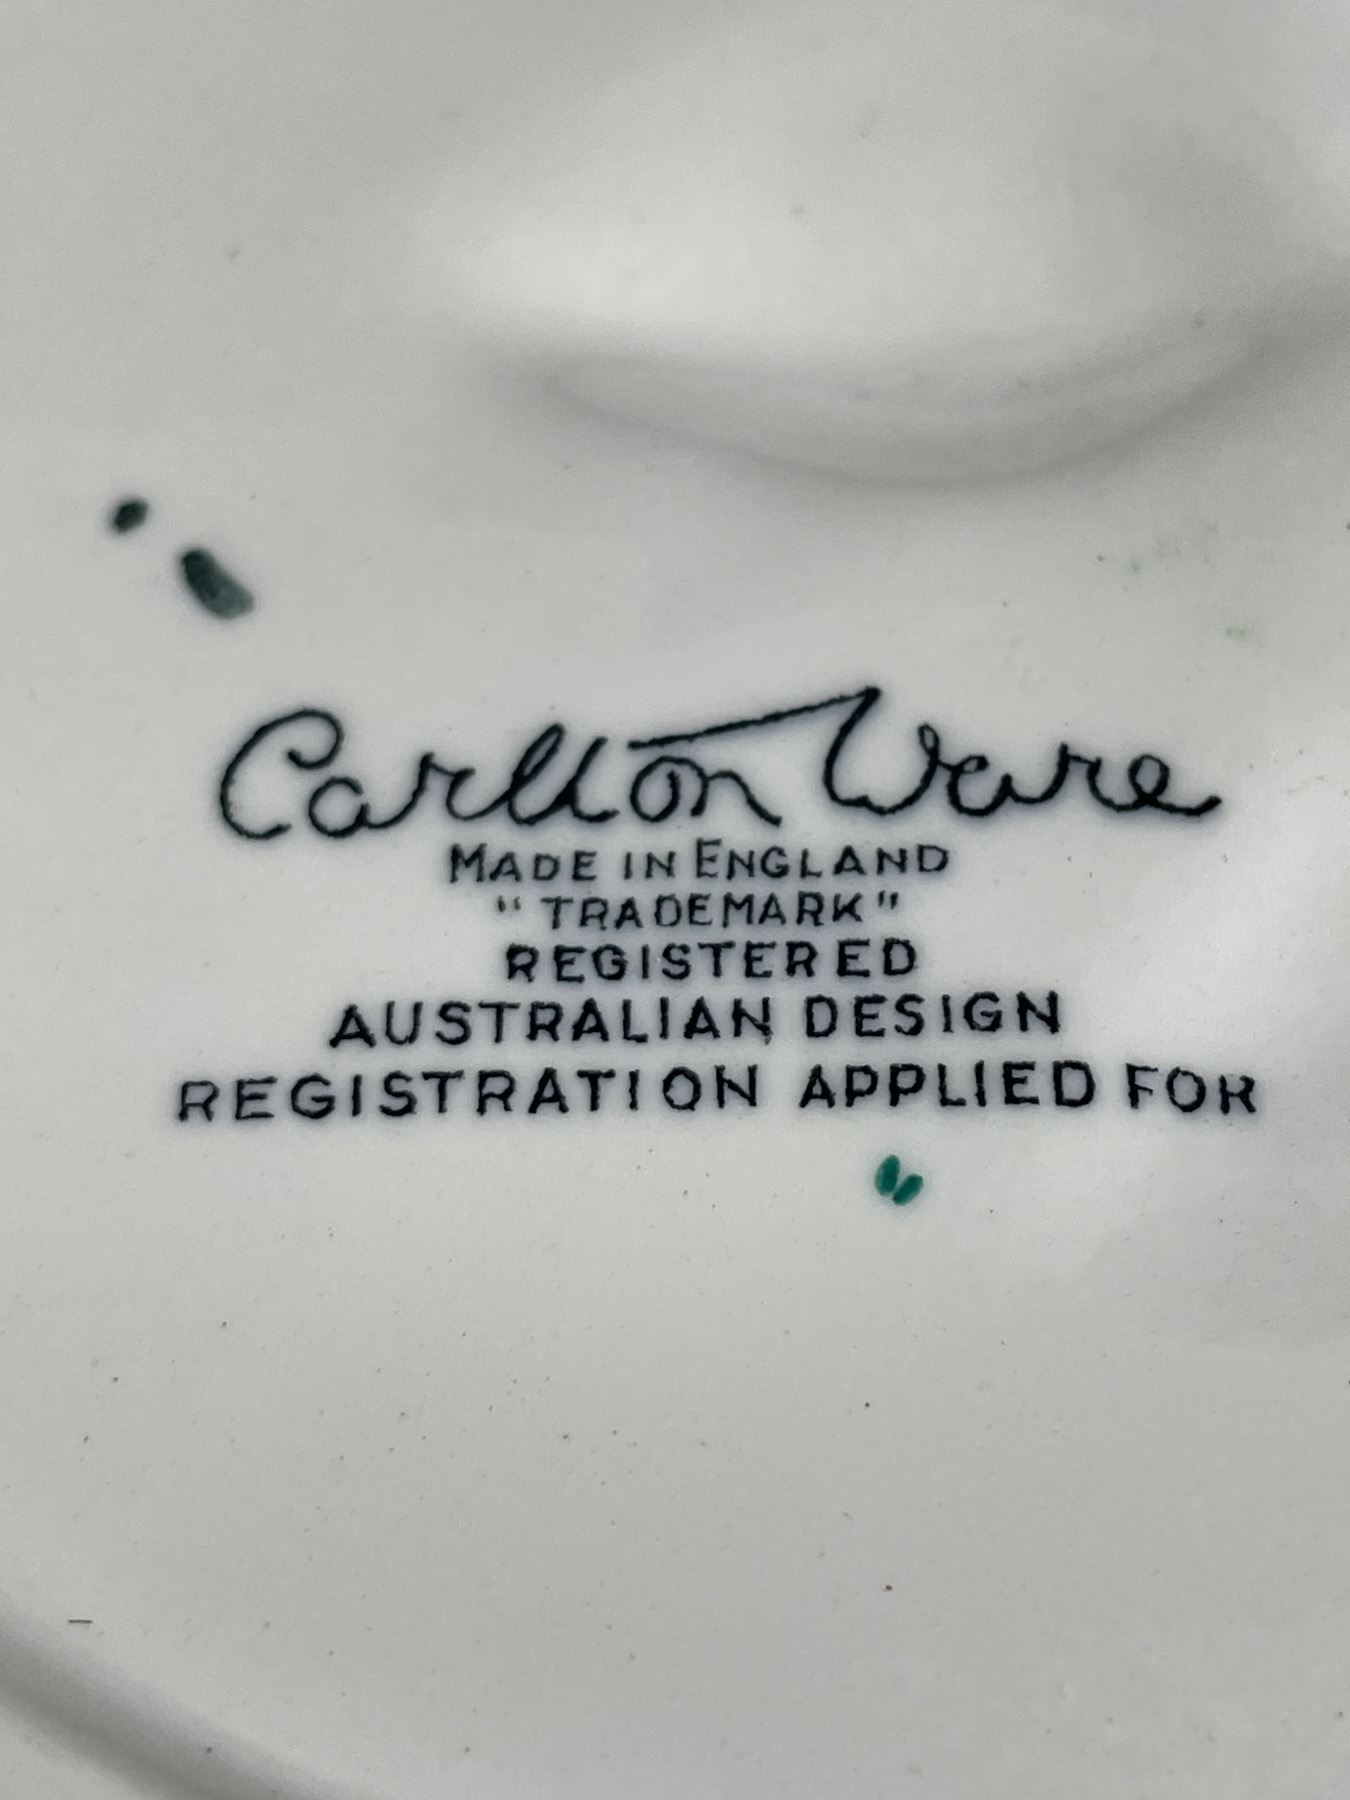 Carlton Ware
MADE IN ENGLAND
"TRADEMARK"
REGISTERED
AUSTRALIAN DESIGN
REGISTRATION APPLIED FOR